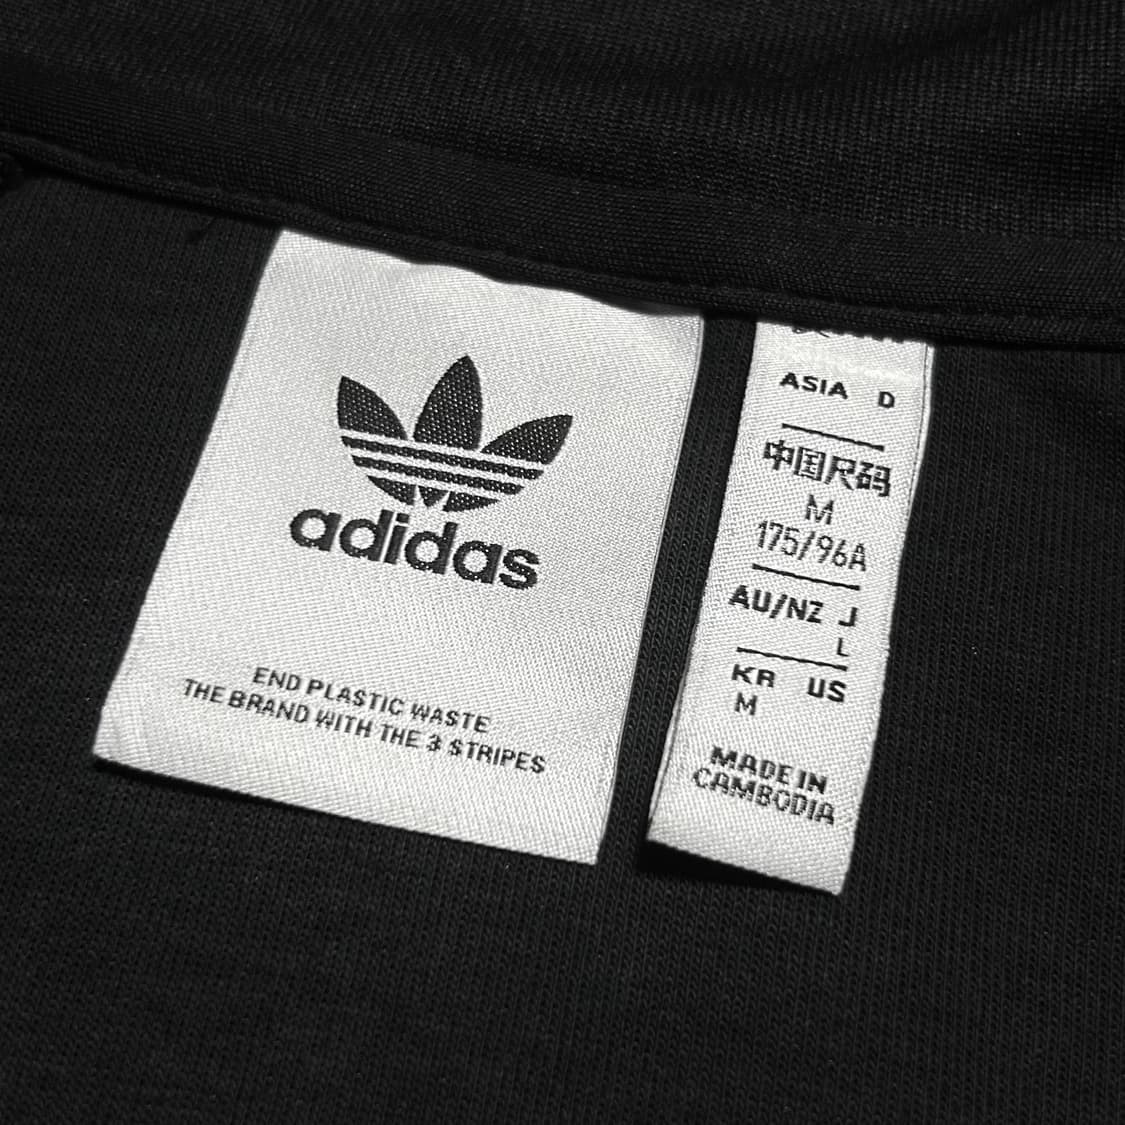 adidas
END PLASTIC WASTE
THE BRAND WITH THE 3 STRIPES
ASIA D
中国尺码
M
175/96A
AU/NZ J
L
KR US
M
MADE IN
CAMBODIA